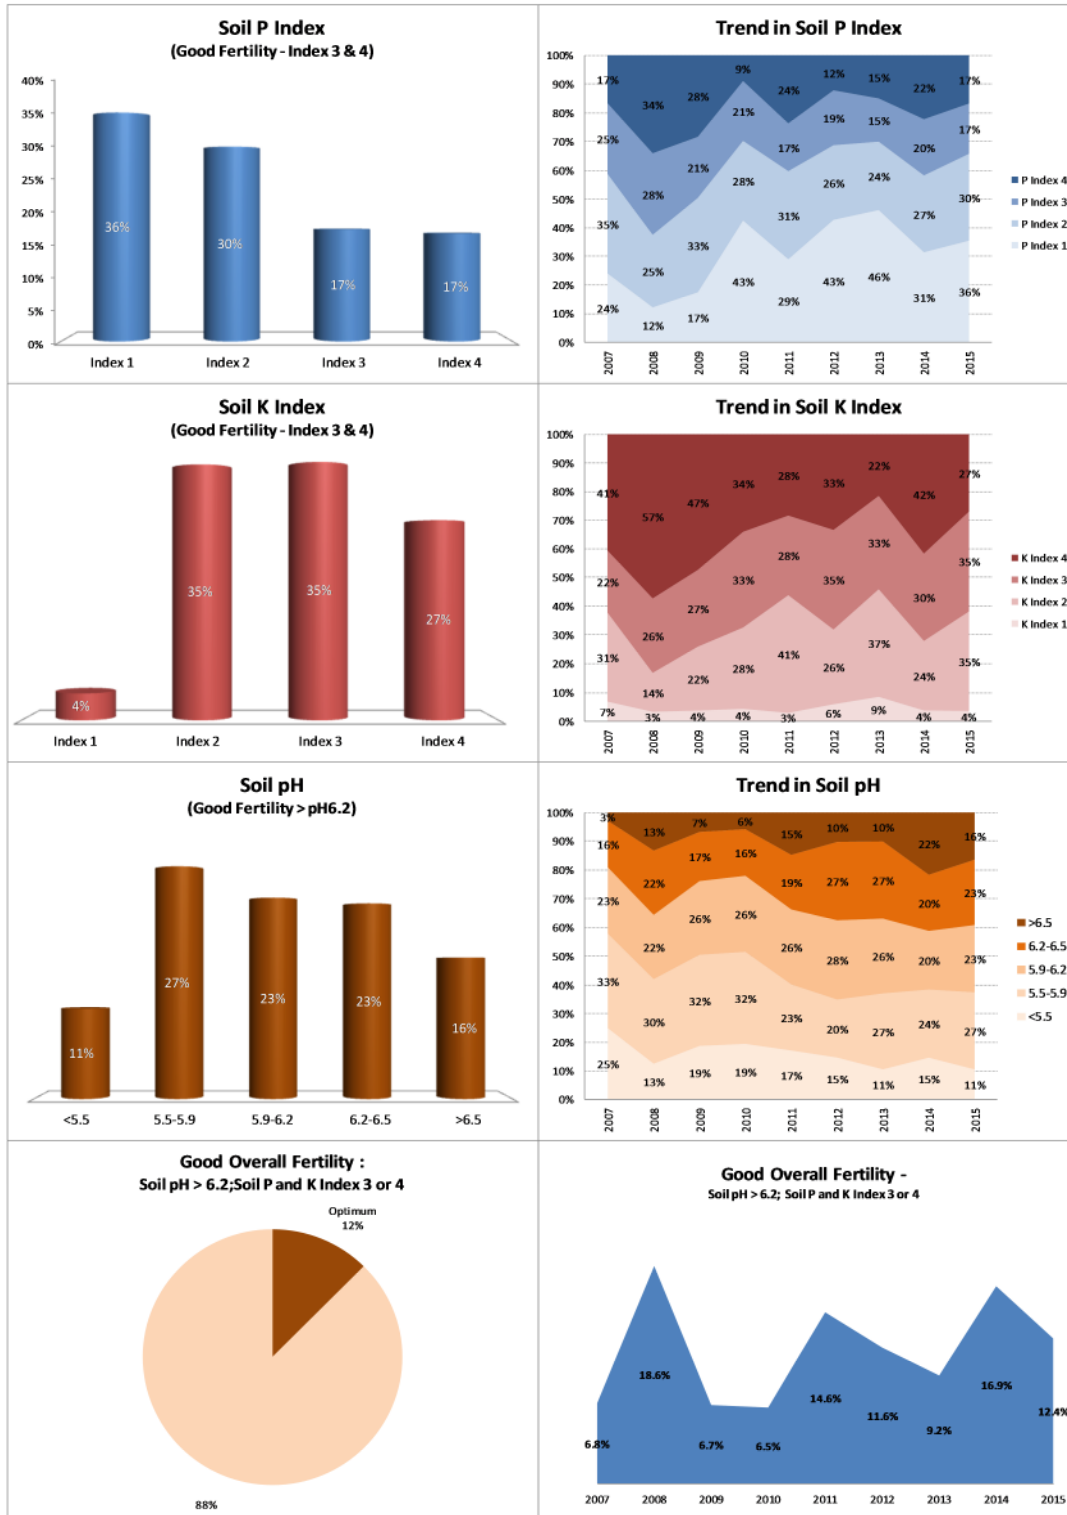 Soil P Index
(Good Fertility - Index 3 & 4)
40%
35%
30%
25%
20%
15%
10%
5%
0%
36%
30%
17%
17%
Index 1 Index 2 Index 3 Index 4
Trend in Soil P Index
100%
90%
80%
70%
60%
50%
40%
30%
20%
10%
0%
17% 34% 28% 9% 24% 12% 15% 22% 17%
25% 28% 21% 21% 17% 19% 15% 20% 17%
35% 25% 33% 28% 31% 26% 24% 27% 30%
24% 12% 17% 43% 29% 43% 46% 31% 36%
2007 2008 2009 2010 2011 2012 2013 2014 2015
P Index 4
P Index 3
P Index 2
P Index 1
Soil K Index
(Good Fertility - Index 3 & 4)
4%
35%
35%
27%
Index 1 Index 2 Index 3 Index 4
Trend in Soil K Index
100%
90%
80%
70%
60%
50%
40%
30%
20%
10%
0%
41% 57% 47% 34% 28% 33% 22% 42% 27%
22% 26% 27% 33% 28% 35% 33% 30% 35%
31% 14% 22% 28% 41% 26% 37% 24% 35%
7% 3% 4% 4% 3% 6% 9% 4% 4%
2007 2008 2009 2010 2011 2012 2013 2014 2015
K Index 4
K Index 3
K Index 2
K Index 1
Soil pH
(Good Fertility > pH6.2)
11%
27%
23%
23%
16%
<5.5 5.5-5.9 5.9-6.2 6.2-6.5 >6.5
Trend in Soil pH
100%
90%
80%
70%
60%
50%
40%
30%
20%
10%
0%
3% 13% 7% 6% 15% 10% 10% 22% 16%
16% 22% 17% 16% 19% 27% 27% 20% 23%
23% 22% 26% 26% 26% 28% 26% 20% 23%
33% 30% 32% 32% 23% 20% 27% 24% 27%
25% 13% 19% 19% 17% 15% 11% 15% 11%
2007 2008 2009 2010 2011 2012 2013 2014 2015
>6.5
6.2-6.5
5.9-6.2
5.5-5.9
<5.5
Good Overall Fertility :
Soil pH > 6.2;Soil P and K Index 3 or 4
Optimum
12%
88%
Good Overall Fertility -
Soil pH > 6.2; Soil P and K Index 3 or 4
6.8% 18.6% 6.7% 6.5% 14.6% 11.6% 9.2% 16.9% 12.4%
2007 2008 2009 2010 2011 2012 2013 2014 2015